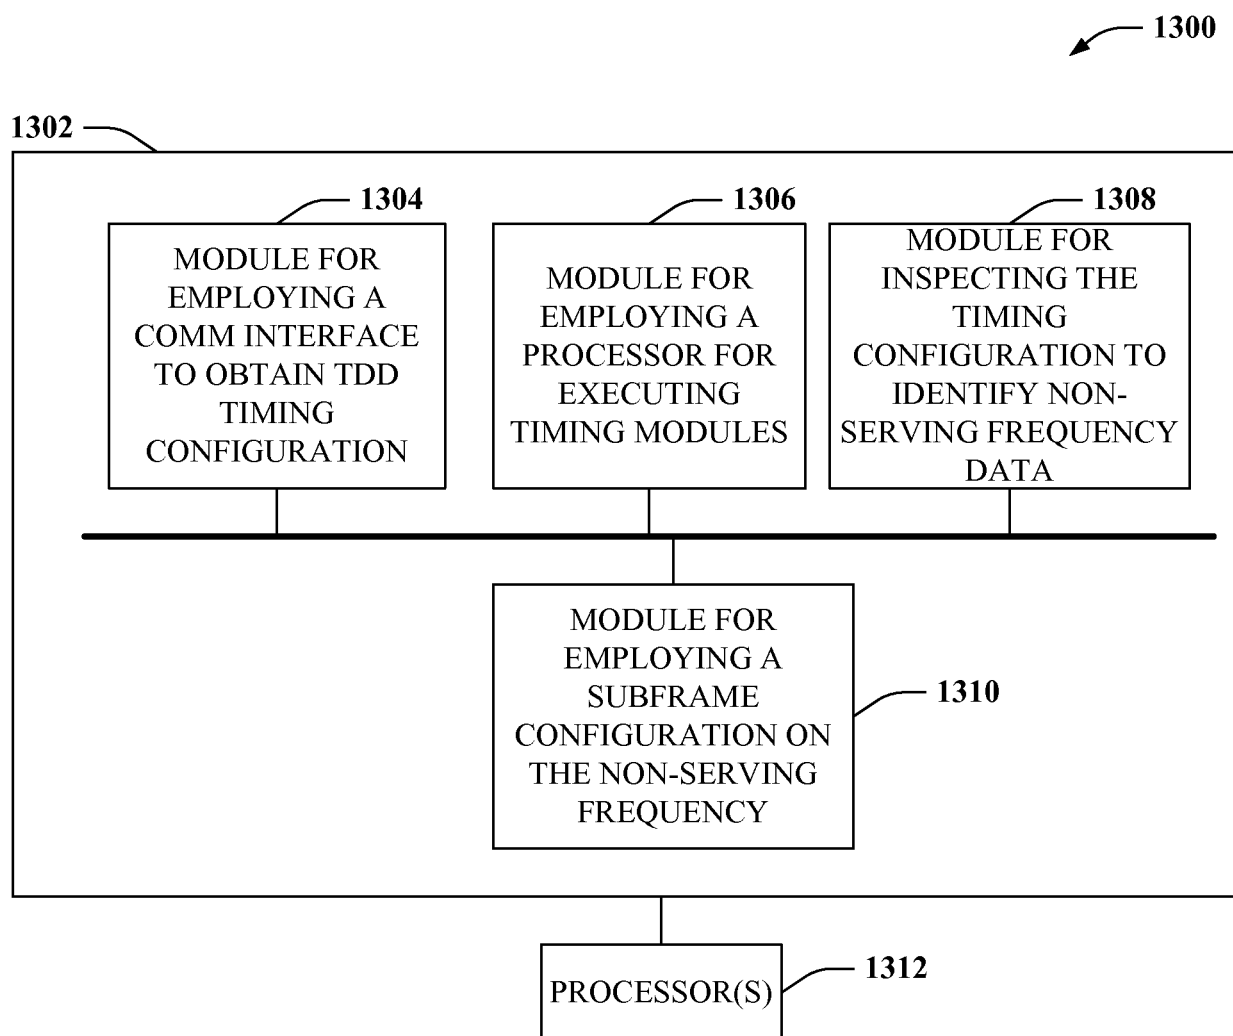 1300
1302
1304
1306
1308
MODULE FOR
EMPLOYING A
COMM INTERFACE
TO OBTAIN TDD
TIMING
CONFIGURATION
MODULE FOR
EMPLOYING A
PROCESSOR FOR
EXECUTING
TIMING MODULES
MODULE FOR
INSPECTING THE
TIMING
CONFIGURATION TO
IDENTIFY NON-
SERVING FREQUENCY
DATA
MODULE FOR
EMPLOYING A
SUBFRAME
CONFIGURATION ON
THE NON-SERVING
FREQUENCY
1310
PROCESSOR(S)
1312